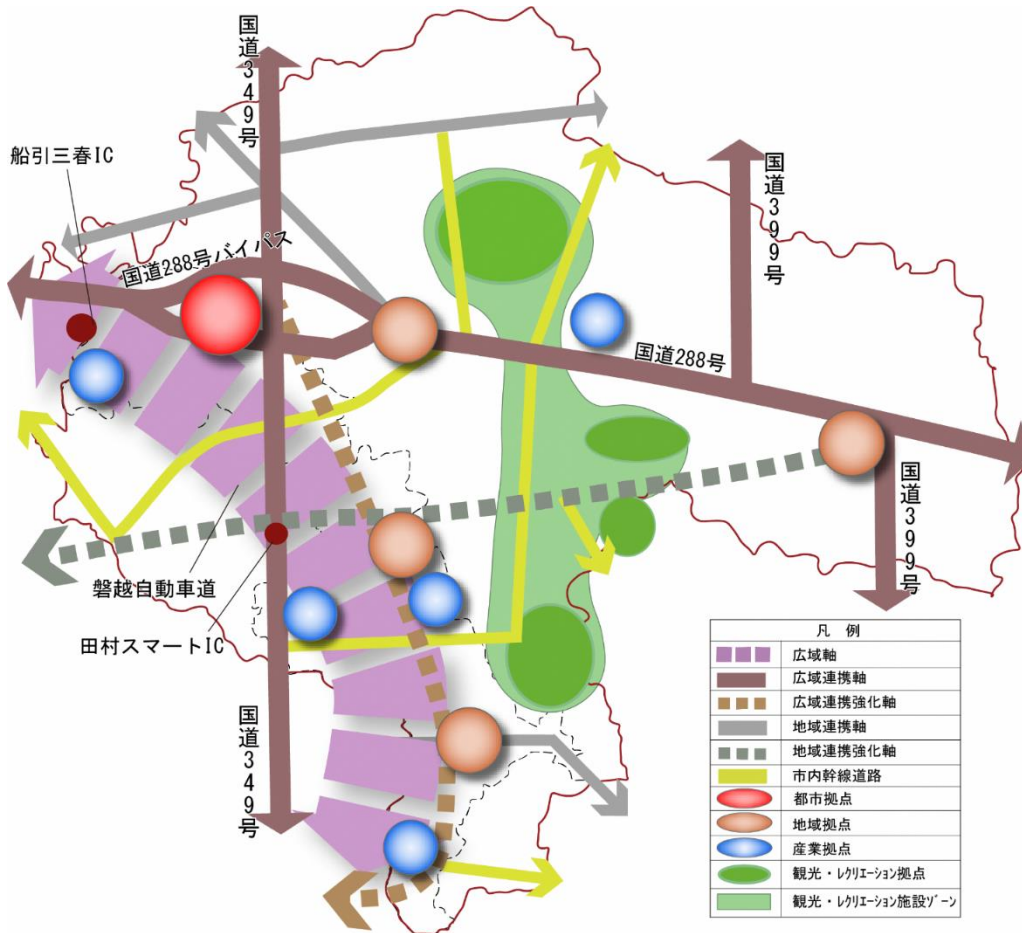 国道349号
船引三春IC
国道288号バイパス
国道399号
国道288号
国道399号
磐越自動車道
田村スマートIC
国道349号
凡 例
広域軸
広域連携軸
広域連携強化軸
地域連携軸
地域連携強化軸
市内幹線道路
都市拠点
地域拠点
産業拠点
観光・レクリエーション拠点
観光・レクリエーション施設ゾーン